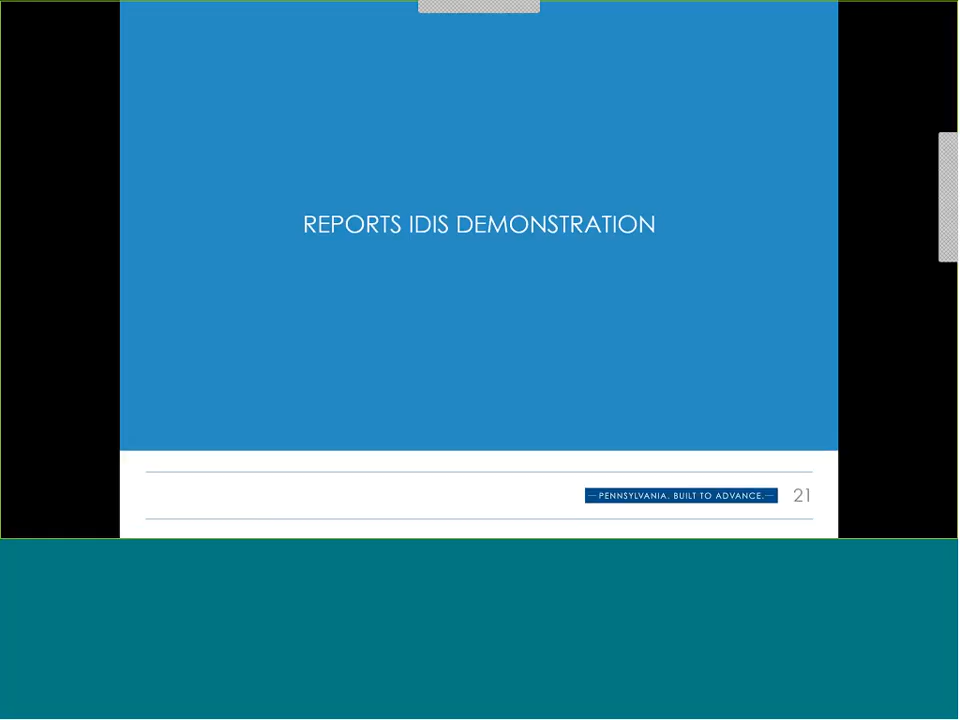 REPORTS IDIS DEMONSTRATION
—PENNSYLVANIA. BUILT TO ADVANCE.—
21